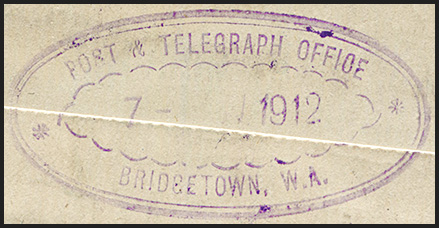 POST & TELEGRAPH OFFICE
7 - 1912
BRIDGETOWN, W.A.